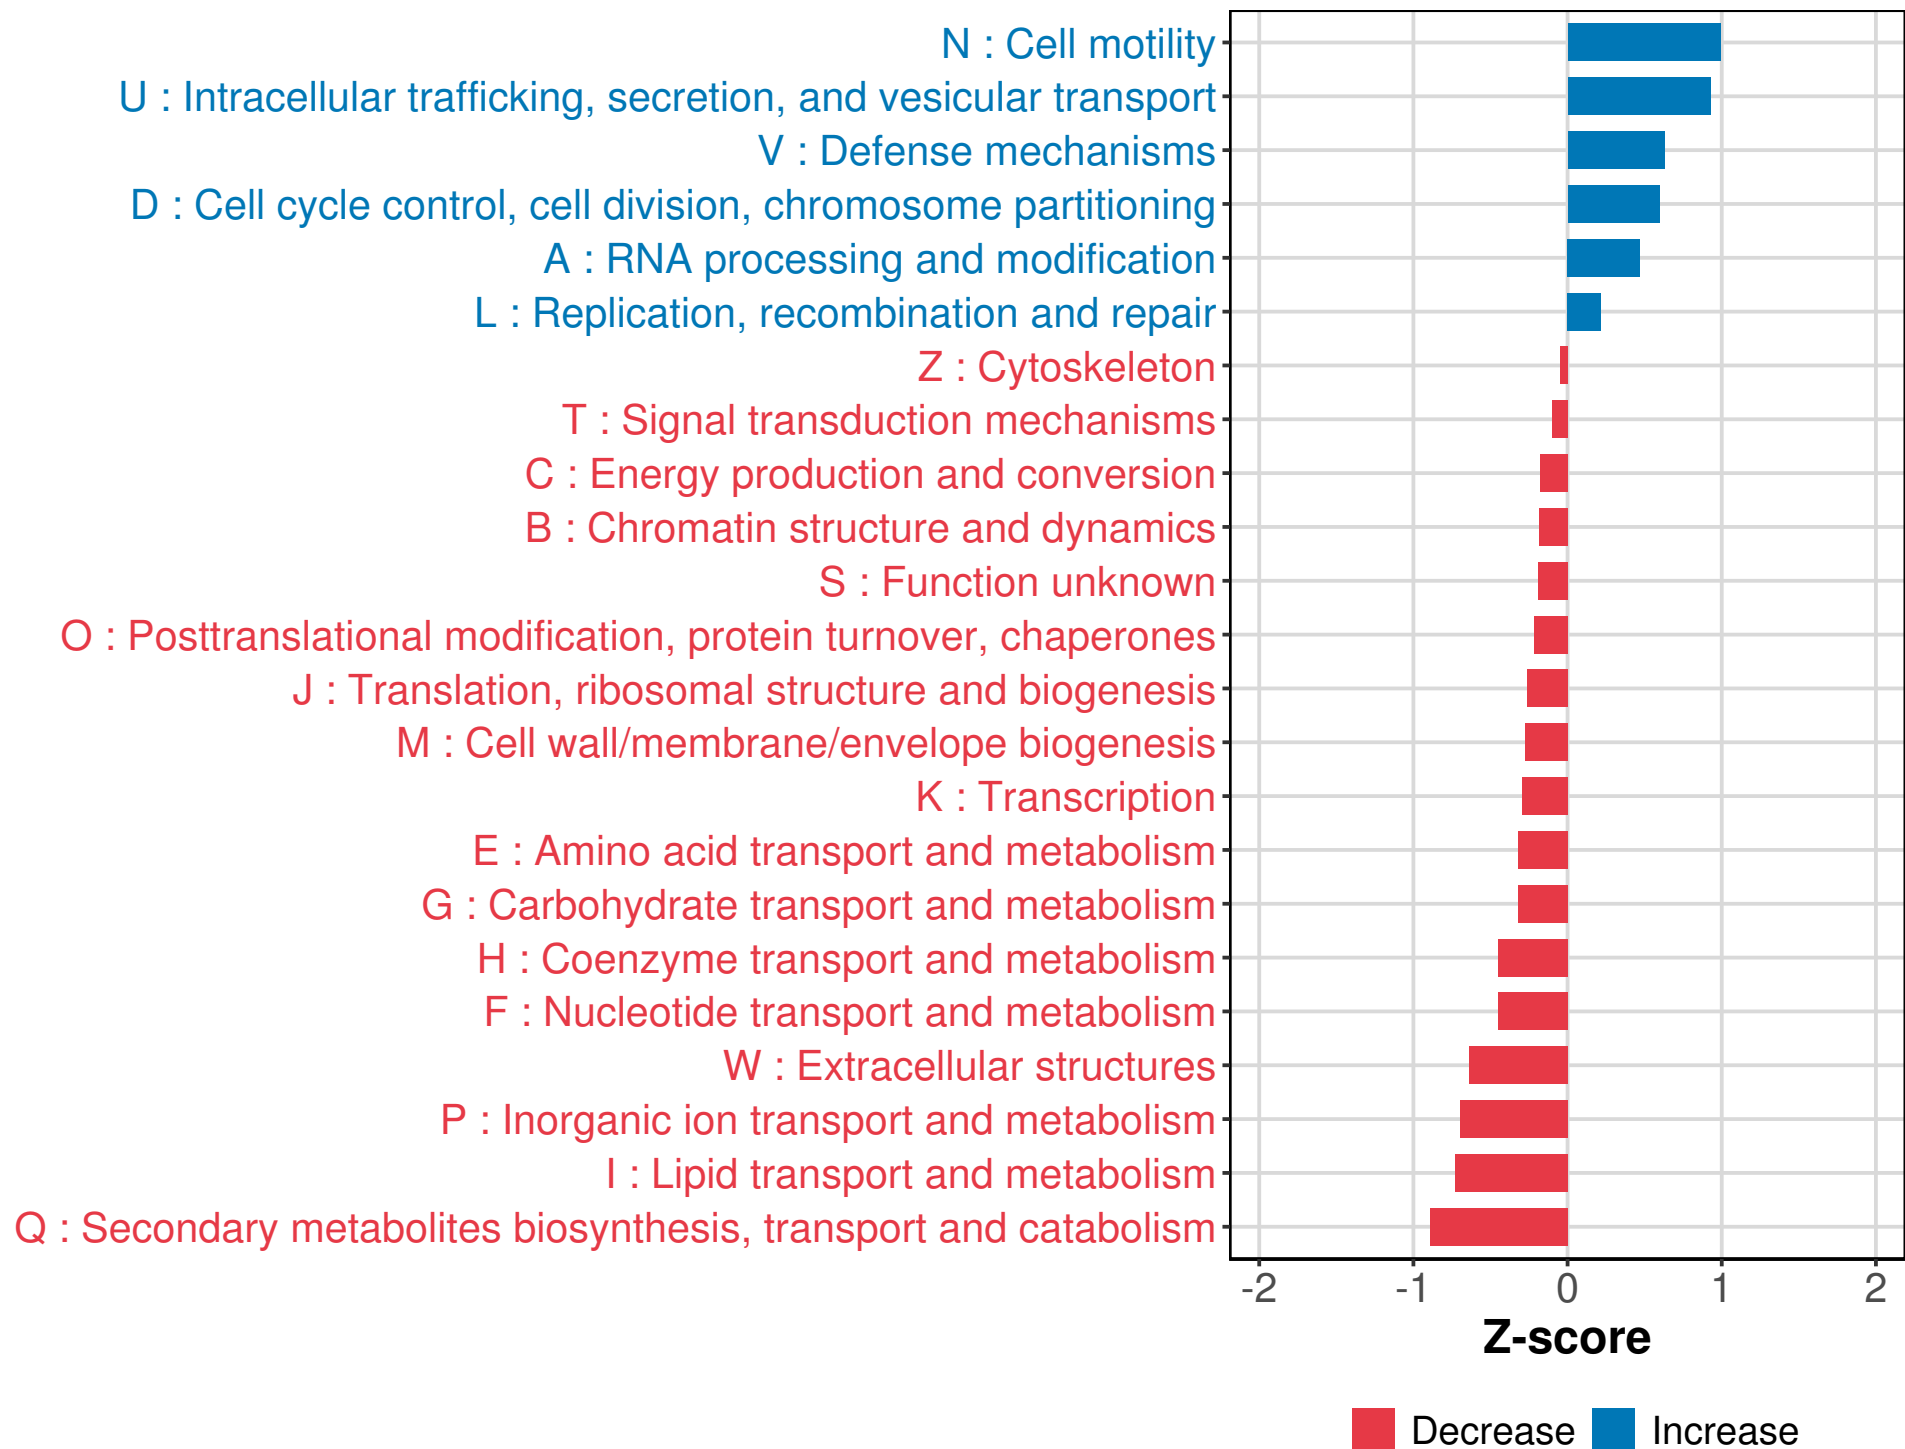 N : Cell motility
U : Intracellular trafficking, secretion, and vesicular transport
V : Defense mechanisms
D : Cell cycle control, cell division, chromosome partitioning
A : RNA processing and modification
L : Replication, recombination and repair
Z : Cytoskeleton
T : Signal transduction mechanisms
C : Energy production and conversion
B : Chromatin structure and dynamics
S : Function unknown
O : Posttranslational modification, protein turnover, chaperones
J : Translation, ribosomal structure and biogenesis
M : Cell wall/membrane/envelope biogenesis
K : Transcription
E : Amino acid transport and metabolism
G : Carbohydrate transport and metabolism
H : Coenzyme transport and metabolism
F : Nucleotide transport and metabolism
W : Extracellular structures
P : Inorganic ion transport and metabolism
I : Lipid transport and metabolism
Q : Secondary metabolites biosynthesis, transport and catabolism
-2 -1 0 1 2
Z-score
Decrease Increase